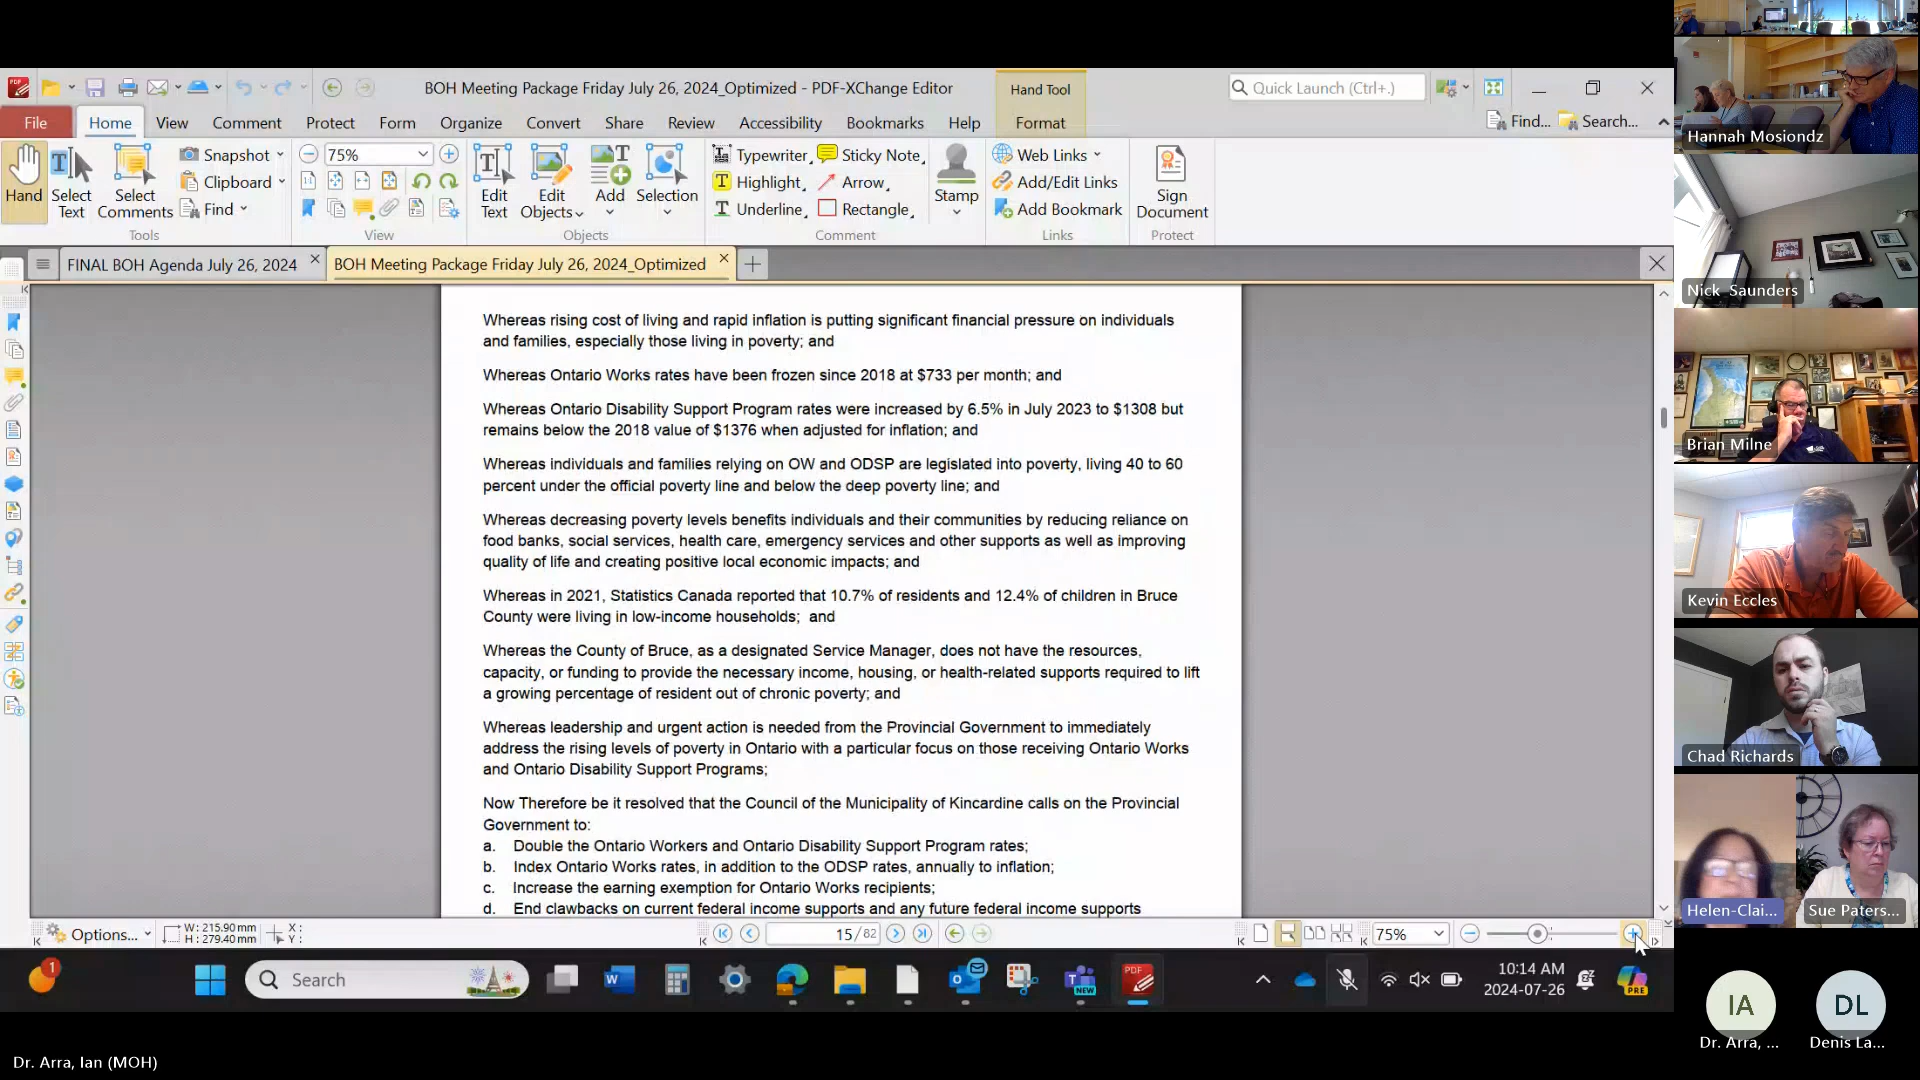 BOH Meeting Package Friday July 26, 2024_Optimized - PDF-XChange Editor
Hand Tool
Quick Launch (Ctrl+.)
File
Home
View
Comment
Protect
Form
Organize
Convert
Share
Review
Accessibility
Bookmarks
Help
Format
Find...
Search...
Hand
Select Text
Select Comments
Snapshot
Clipboard
Find
Tools
75%
View
Edit Text
Edit Objects
Add
Selection
Objects
Typewriter
Highlight
Underline
Sticky Note
Arrow
Rectangle
Stamp
Comment
Web Links
Add/Edit Links
Add Bookmark
Links
Sign Document
Protect
FINAL BOH Agenda July 26, 2024
BOH Meeting Package Friday July 26, 2024_Optimized
Whereas rising cost of living and rapid inflation is putting significant financial pressure on individuals
and families, especially those living in poverty; and
Whereas Ontario Works rates have been frozen since 2018 at $733 per month; and
Whereas Ontario Disability Support Program rates were increased by 6.5% in July 2023 to $1308 but
remains below the 2018 value of $1376 when adjusted for inflation; and
Whereas individuals and families relying on OW and ODSP are legislated into poverty, living 40 to 60
percent under the official poverty line and below the deep poverty line; and
Whereas decreasing poverty levels benefits individuals and their communities by reducing reliance on
food banks, social services, health care, emergency services and other supports as well as improving
quality of life and creating positive local economic impacts; and
Whereas in 2021, Statistics Canada reported that 10.7% of residents and 12.4% of children in Bruce
County were living in low-income households; and
Whereas the County of Bruce, as a designated Service Manager, does not have the resources,
capacity, or funding to provide the necessary income, housing, or health-related supports required to lift
a growing percentage of resident out of chronic poverty; and
Whereas leadership and urgent action is needed from the Provincial Government to immediately
address the rising levels of poverty in Ontario with a particular focus on those receiving Ontario Works
and Ontario Disability Support Programs;
Now Therefore be it resolved that the Council of the Municipality of Kincardine calls on the Provincial
Government to:
a. Double the Ontario Workers and Ontario Disability Support Program rates;
b. Index Ontario Works rates, in addition to the ODSP rates, annually to inflation;
c. Increase the earning exemption for Ontario Works recipients;
d. End clawbacks on current federal income supports and any future federal income supports
Options...
W: 215.90 mm
H: 279.40 mm
X :
Y :
15 / 82
75%
1
Search
NEW
PDF
10:14 AM
2024-07-26
PRE
Dr. Arra, Ian (MOH)
Hannah Mosiondz
Nick Saunders
Brian Milne
Kevin Eccles
Chad Richards
Helen-Clai...
Sue Paters...
IA
Dr. Arra, ...
DL
Denis La...